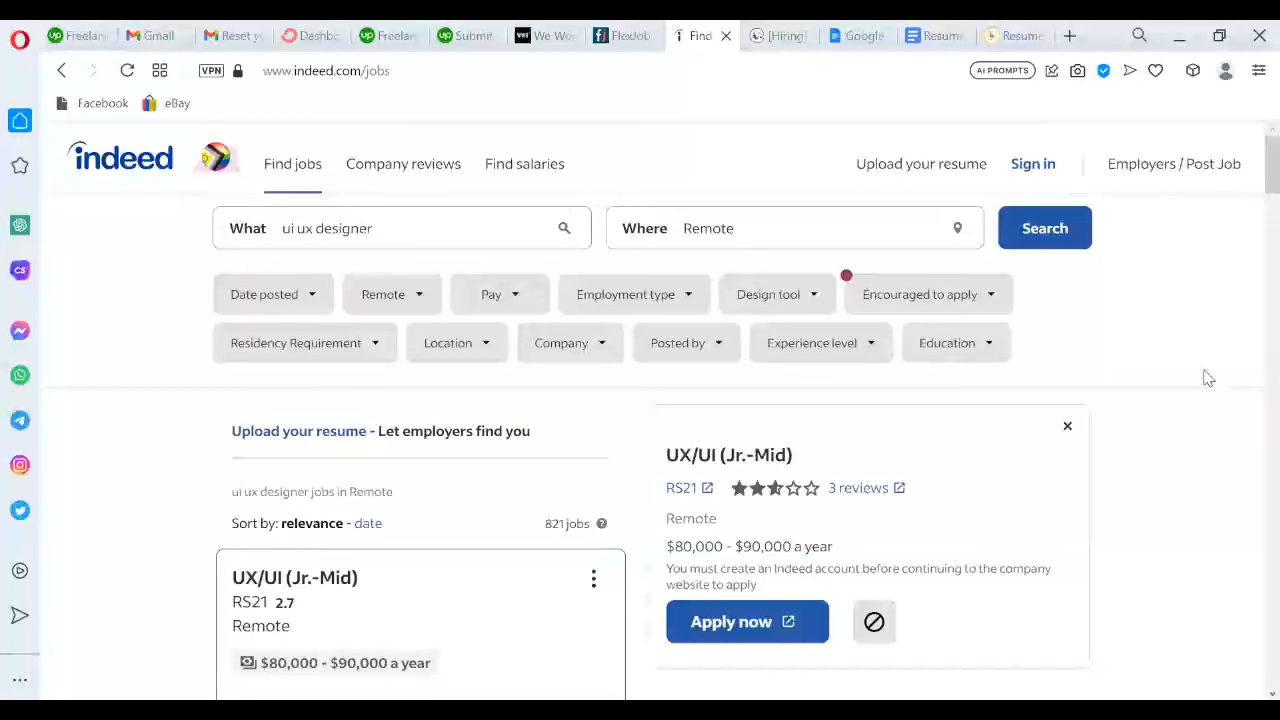 Freelan Gmail Reset y Dashbo Freelan Submit We Wo FlexJob Find [Hiring] Google Resum Resume
VPN www.indeed.com/jobs AI PROMPTS
Facebook eBay
indeed Find jobs Company reviews Find salaries Upload your resume Sign in Employers / Post Job
What ui ux designer Where Remote Search
Date posted Remote Pay Employment type Design tool Encouraged to apply
Residency Requirement Location Company Posted by Experience level Education
Upload your resume - Let employers find you
ui ux designer jobs in Remote
Sort by: relevance - date 821 jobs
UX/UI (Jr.-Mid)
RS21 2.7
Remote
$80,000 - $90,000 a year
UX/UI (Jr.-Mid)
RS21 3 reviews
Remote
$80,000 - $90,000 a year
You must create an Indeed account before continuing to the company
website to apply
Apply now